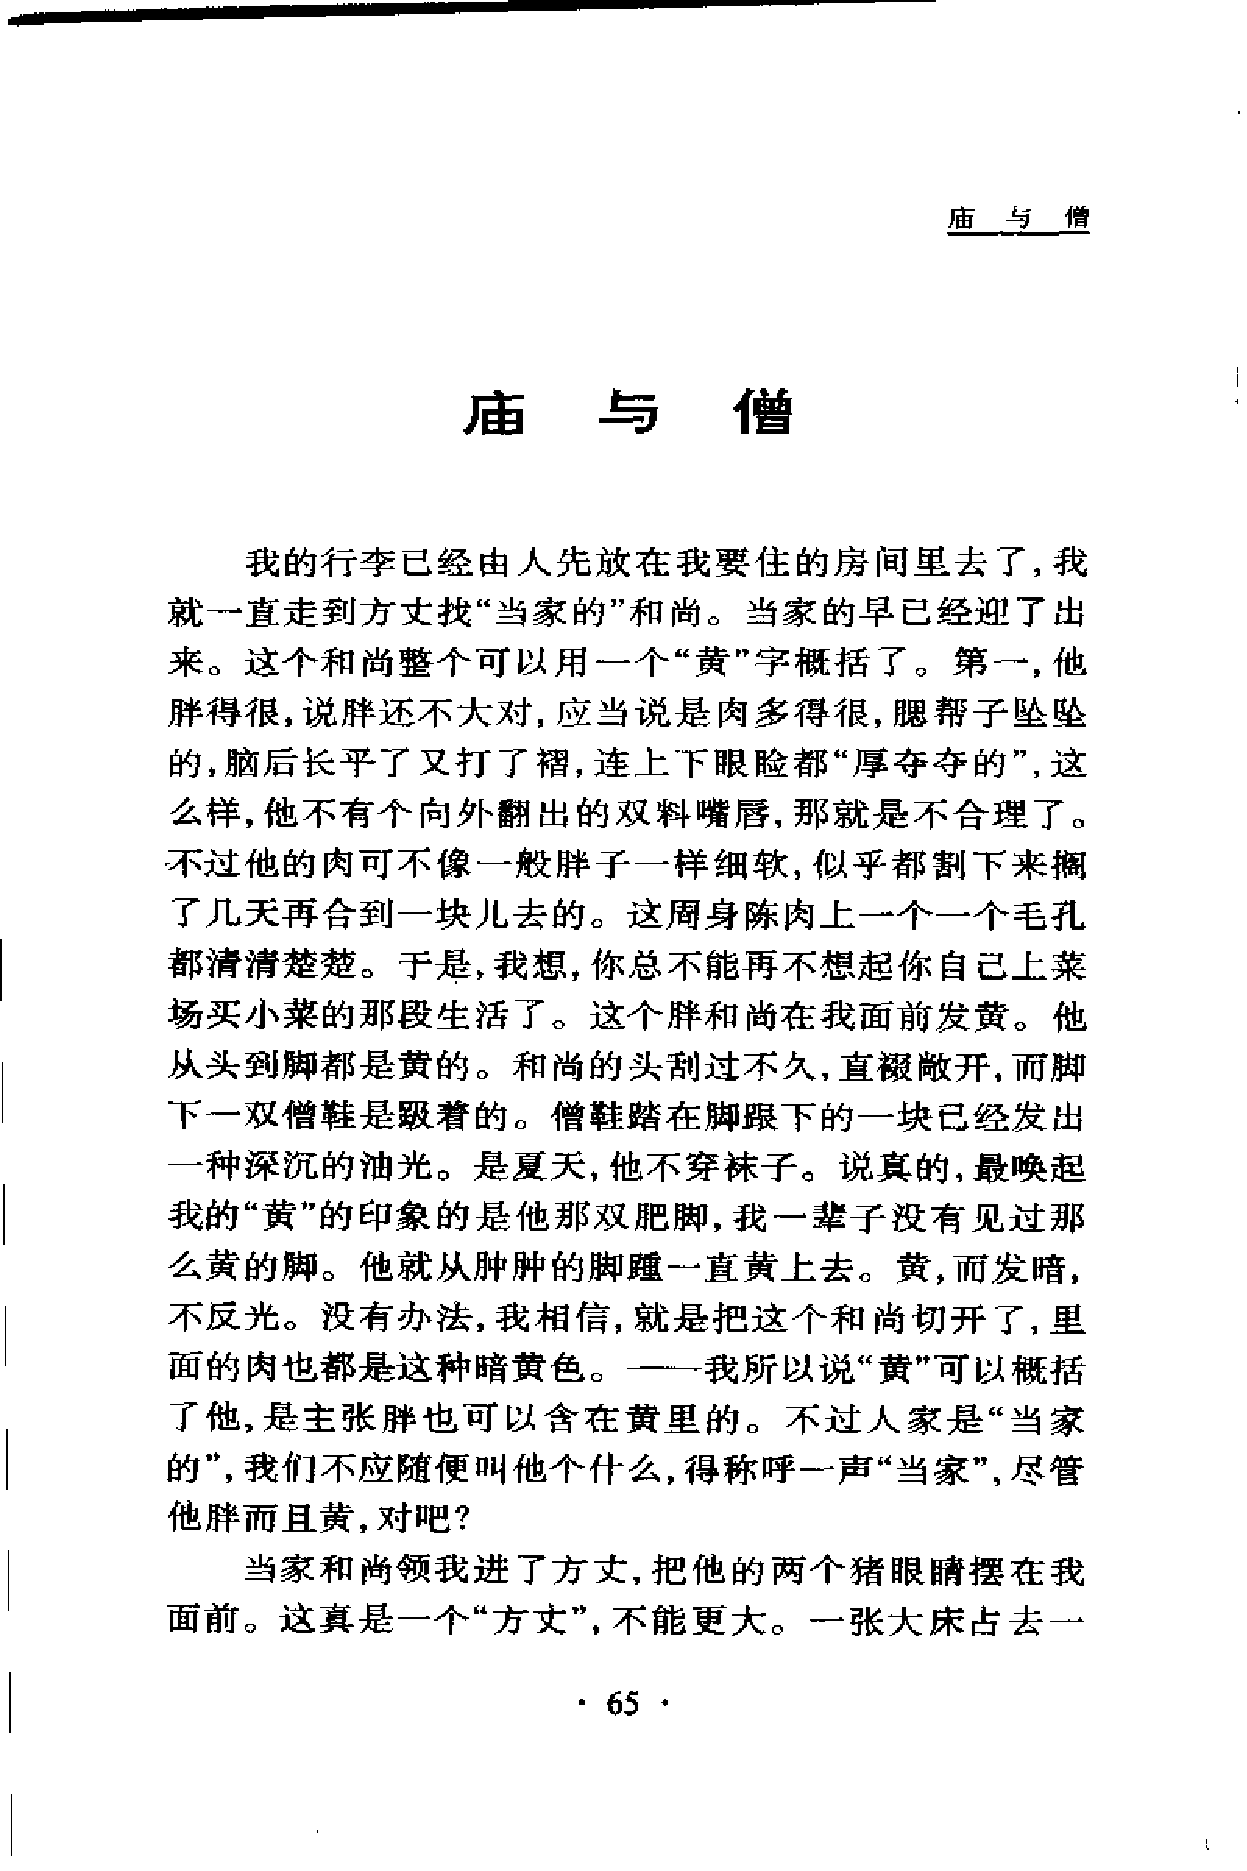 庙 与 僧
庙 与 僧
我的行李已经由人先放在我要住的房间里去了,我
就一直走到方丈找“当家的”和尚。当家的早已经迎了出
来。这个和尚整个可以用一个“黄”字概括了。第一,他
胖得很,说胖还不大对,应当说是肉多得很,腮帮子坠坠
的,脑后长平了又打了褶,连上下眼睑都“厚夯夯的”,这
么样,他不有个向外翻出的双料嘴唇,那就是不合理了。
不过他的肉可不像一般胖子一样细软,似乎都割下来搁
了几天再合到一块儿去的。这周身陈肉上一个一个毛孔
都清清楚楚。于是,我想,你总不能再不想起你自己上菜
场买小菜的那段生活了。这个胖和尚在我面前发黄。他
从头到脚都是黄的。和尚的头刮过不久,直裰敞开,而脚
下一双僧鞋是趿着的。僧鞋踏在脚跟下的一块已经发出
一种深沉的油光。是夏天,他不穿袜子。说真的,最唤起
我的“黄”的印象的是他那双肥脚,我一辈子没有见过那
么黄的脚。他就从肿肿的脚踵一直黄上去。黄,而发暗,
不反光。没有办法,我相信,就是把这个和尚切开了,里
面的肉也都是这种暗黄色。——我所以说“黄”可以概括
了他,是主张胖也可以含在黄里的。不过人家是“当家
的”,我们不应随便叫他个什么,得称呼一声“当家”,尽管
他胖而且黄,对吧?
当家和尚领我进了方丈,把他的两个猪眼睛摆在我
面前。这真是一个“方丈”,不能更大。一张大床占去一
· 65 ·